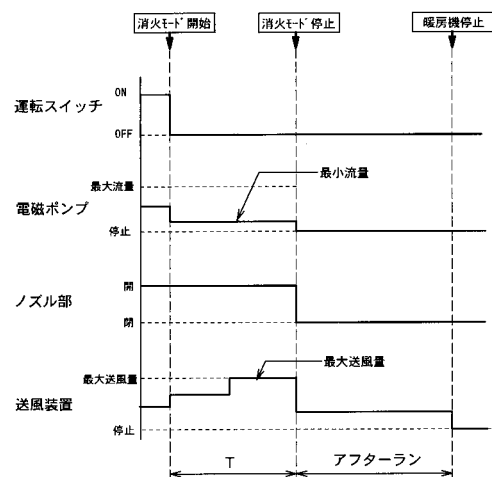 消火ﾓｰﾄﾞ開始
消火ﾓｰﾄﾞ停止
暖房機停止
運転スイッチ
ON
OFF
電磁ポンプ
最大流量
停止
最小流量
ノズル部
開
閉
送風装置
最大送風量
停止
最大送風量
T
アフターラン